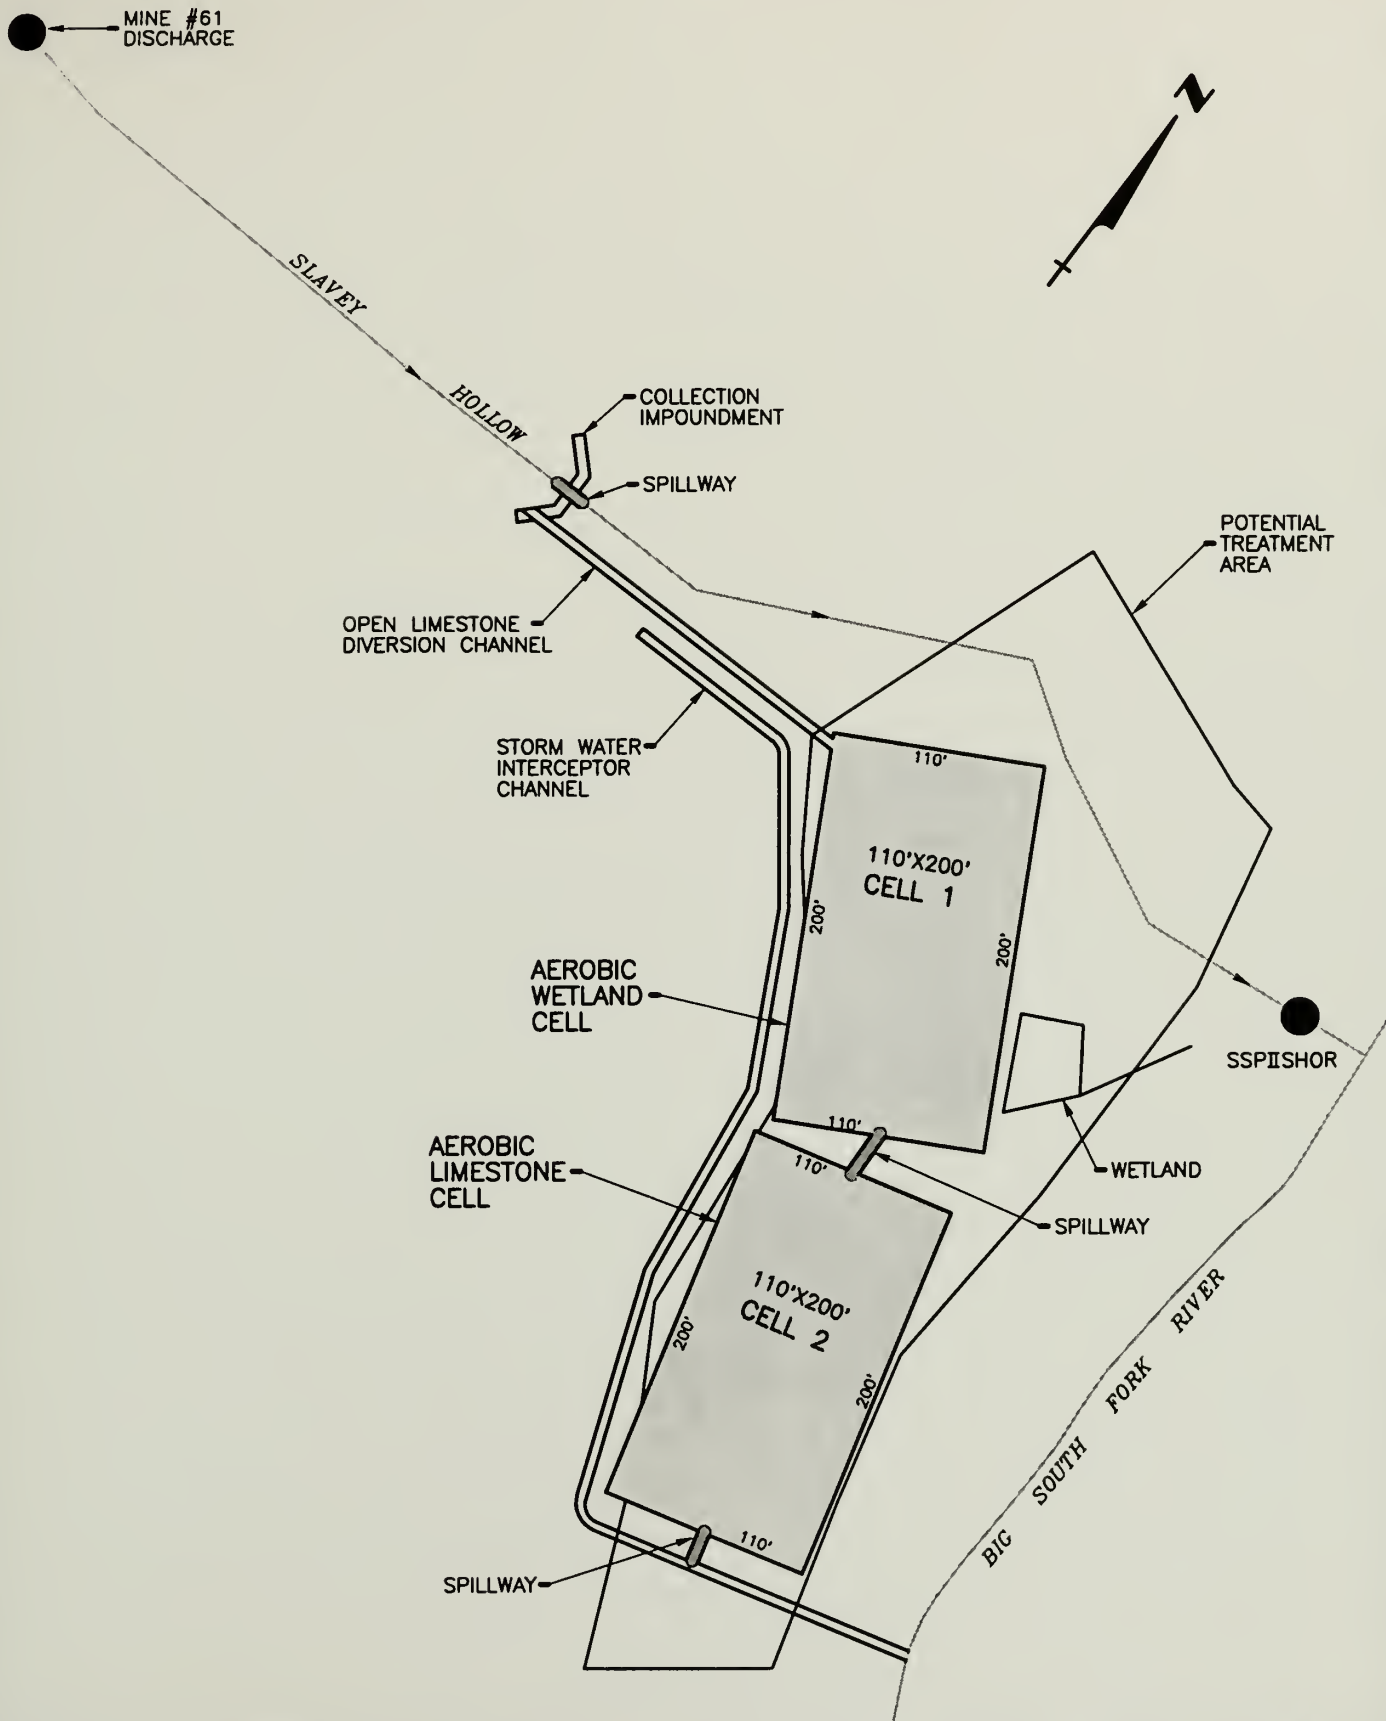 MINE #61
DISCHARGE
N
SLAVEY
HOLLOW
COLLECTION
IMPOUNDMENT
SPILLWAY
POTENTIAL
TREATMENT
AREA
OPEN LIMESTONE
DIVERSION CHANNEL
STORM WATER
INTERCEPTOR
CHANNEL
110'
110'X200'
CELL 1
200'
200'
AEROBIC
WETLAND
CELL
SSPIISHOR
110'
WETLAND
AEROBIC
LIMESTONE
CELL
110'
SPILLWAY
110'X200'
CELL 2
200'
200'
BIG SOUTH FORK RIVER
110'
SPILLWAY